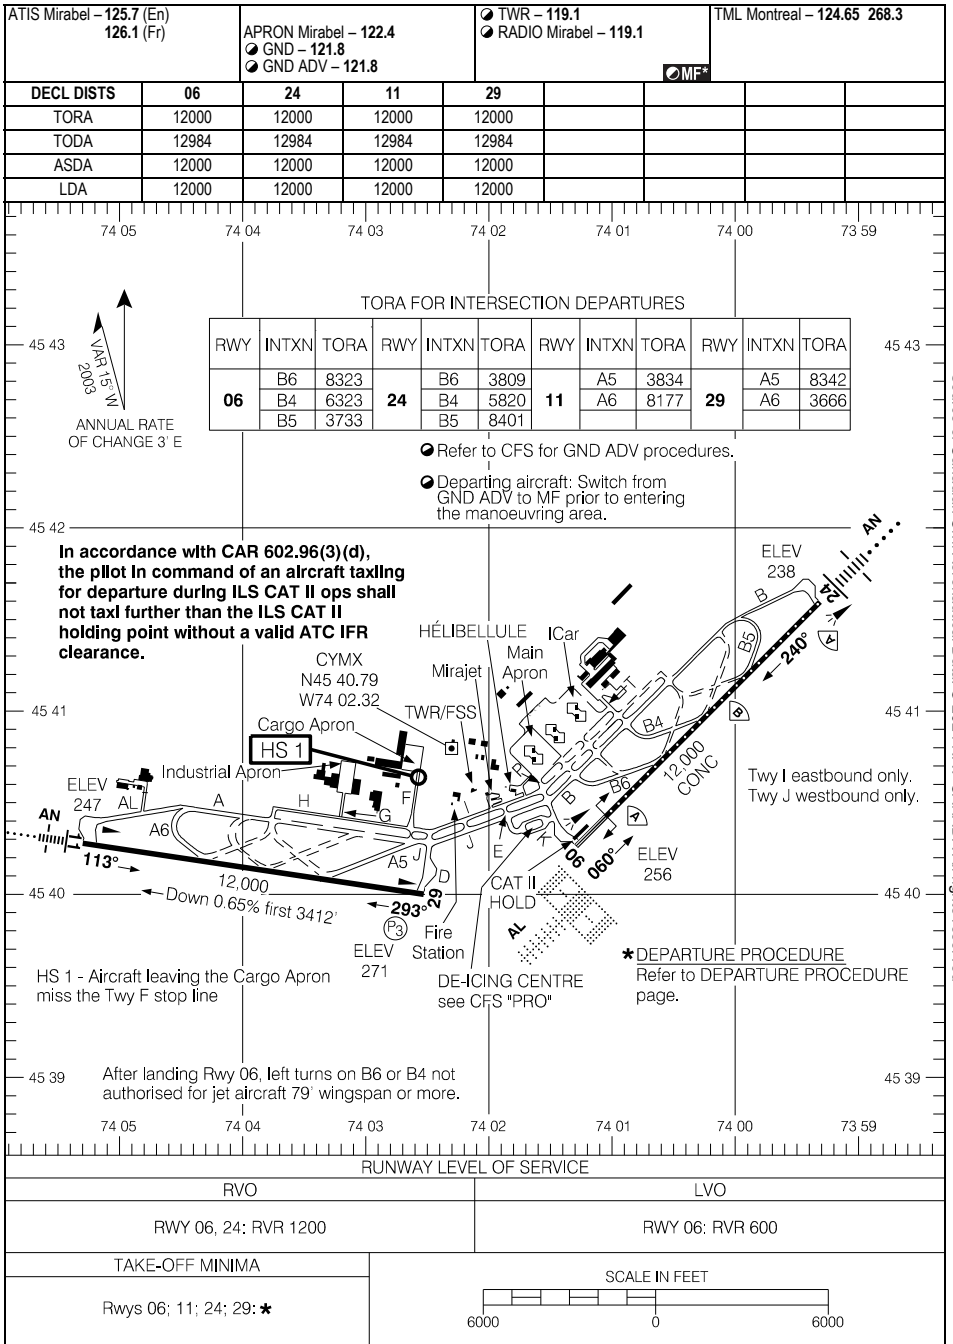 ATIS Mirabel – 125.7 (En)
126.1 (Fr)
APRON Mirabel – 122.4
GND – 121.8
GND ADV – 121.8
TWR – 119.1
RADIO Mirabel – 119.1
MF*
TML Montreal – 124.65 268.3
DECL DISTS 06 24 11 29
TORA 12000 12000 12000 12000
TODA 12984 12984 12984 12984
ASDA 12000 12000 12000 12000
LDA 12000 12000 12000 12000
74 05 74 04 74 03 74 02 74 01 74 00 73 59
TORA FOR INTERSECTION DEPARTURES
RWY INTXN TORA RWY INTXN TORA RWY INTXN TORA RWY INTXN TORA
06 B6 8323 24 B6 3809 11 A5 3834 29 A5 8342
B4 6323 B4 5820 A6 8177 A6 3666
B5 3733 B5 8401
45 43 45 43
VAR 15° W
2003
ANNUAL RATE
OF CHANGE 3' E
Refer to CFS for GND ADV procedures.
Departing aircraft: Switch from
GND ADV to MF prior to entering
the manoeuvring area.
45 42
In accordance with CAR 602.96(3)(d),
the pilot in command of an aircraft taxiing
for departure during ILS CAT II ops shall
not taxi further than the ILS CAT II
holding point without a valid ATC IFR
clearance.
AN
ELEV
238
24
B
B5
240°
A
HÉLIBELLULE
ICar
Main
Apron
Mirajet
CYMX
N45 40.79
W74 02.32
TWR/FSS
Cargo Apron
HS 1
Industrial Apron
45 41 45 41
B4
B
12,000
CONC
B6
A
Twy I eastbound only.
Twy J westbound only.
ELEV
247
AL
A
H
G
F
AN
A6
11
113°
12,000
Down 0.65% first 3412'
A5
J
D
29
293°
P3
ELEV
271
J
E
B
K
06
060°
ELEV
256
CAT II
HOLD
AL
45 40 45 40
Fire
Station
DE-ICING CENTRE
see CFS "PRO"
* DEPARTURE PROCEDURE
Refer to DEPARTURE PROCEDURE
page.
HS 1 - Aircraft leaving the Cargo Apron
miss the Twy F stop line
45 39 45 39
After landing Rwy 06, left turns on B6 or B4 not
authorised for jet aircraft 79' wingspan or more.
74 05 74 04 74 03 74 02 74 01 74 00 73 59
RUNWAY LEVEL OF SERVICE
RVO LVO
RWY 06, 24: RVR 1200 RWY 06: RVR 600
TAKE-OFF MINIMA
Rwys 06; 11; 24; 29: *
SCALE IN FEET
6000 0 6000